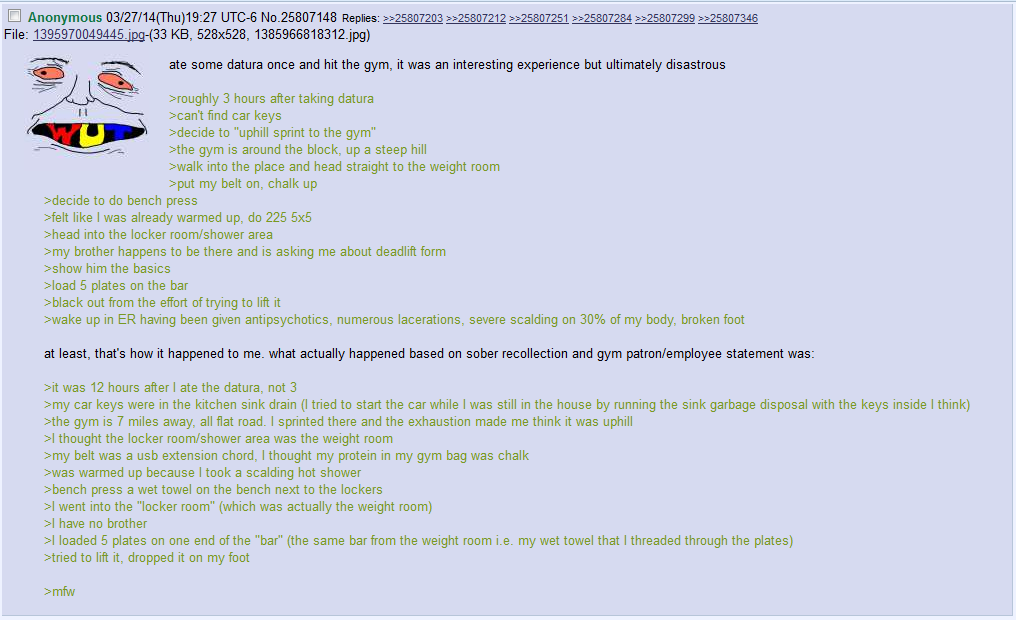 Anonymous 03/27/14(Thu)19:27 UTC-6 No.25807148 Replies: >>25807203 >>25807212 >>25807251 >>25807284 >>25807299 >>25807346
File: 1395970049445.jpg-(33 KB, 528x528, 1385966818312.jpg)
WUT
ate some datura once and hit the gym, it was an interesting experience but ultimately disastrous
>roughly 3 hours after taking datura
>can't find car keys
>decide to "uphill sprint to the gym"
>the gym is around the block, up a steep hill
>walk into the place and head straight to the weight room
>put my belt on, chalk up
>decide to do bench press
>felt like I was already warmed up, do 225 5x5
>head into the locker room/shower area
>my brother happens to be there and is asking me about deadlift form
>show him the basics
>load 5 plates on the bar
>black out from the effort of trying to lift it
>wake up in ER having been given antipsychotics, numerous lacerations, severe scalding on 30% of my body, broken foot
at least, that's how it happened to me. what actually happened based on sober recollection and gym patron/employee statement was:
>it was 12 hours after I ate the datura, not 3
>my car keys were in the kitchen sink drain (I tried to start the car while I was still in the house by running the sink garbage disposal with the keys inside I think)
>the gym is 7 miles away, all flat road. I sprinted there and the exhaustion made me think it was uphill
>I thought the locker room/shower area was the weight room
>my belt was a usb extension chord, I thought my protein in my gym bag was chalk
>was warmed up because I took a scalding hot shower
>bench press a wet towel on the bench next to the lockers
>I went into the "locker room" (which was actually the weight room)
>I have no brother
>I loaded 5 plates on one end of the "bar" (the same bar from the weight room i.e. my wet towel that I threaded through the plates)
>tried to lift it, dropped it on my foot
>mfw